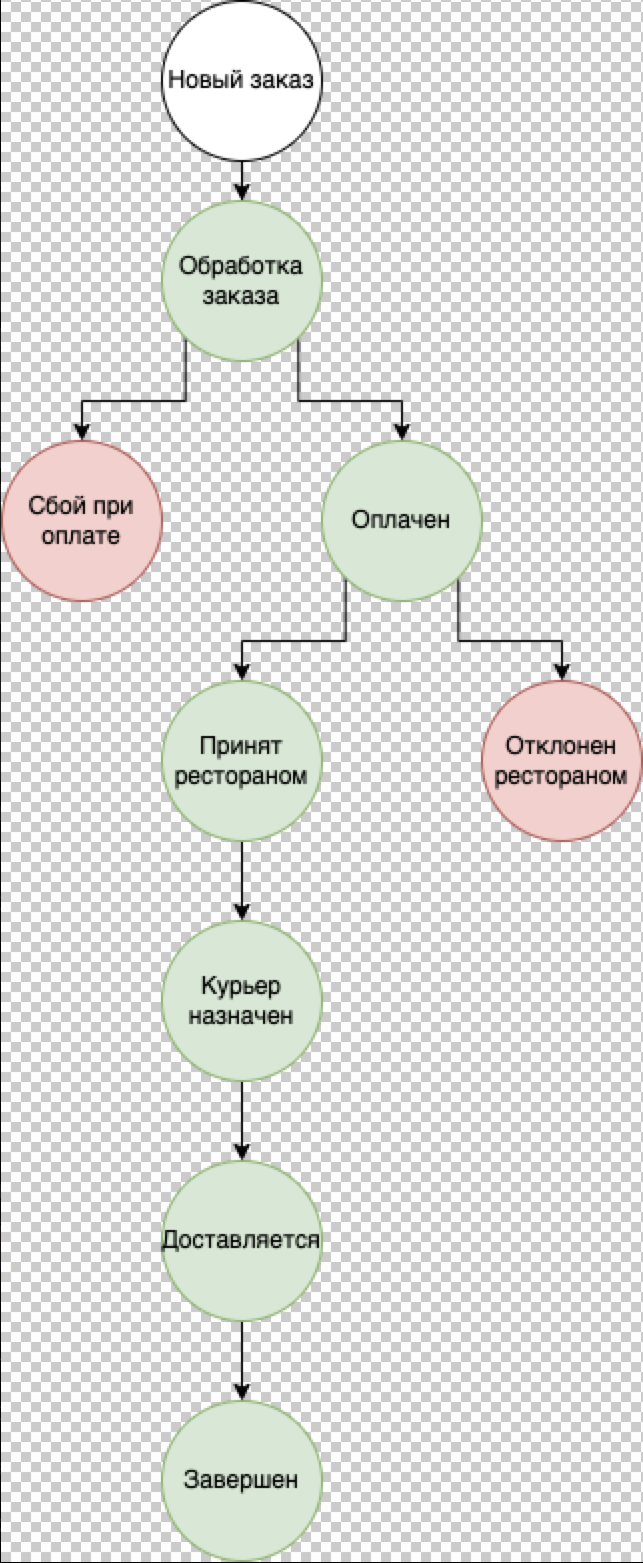 Новый заказ
Обработка
заказа
Сбой при
оплате
Оплачен
Принят
рестораном
Отклонен
рестораном
Курьер
назначен
Доставляется
Завершен